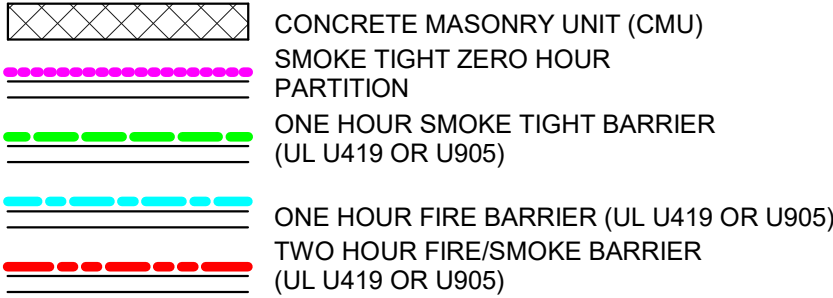 CONCRETE MASONRY UNIT (CMU)
SMOKE TIGHT ZERO HOUR
PARTITION
ONE HOUR SMOKE TIGHT BARRIER
(UL U419 OR U905)
ONE HOUR FIRE BARRIER (UL U419 OR U905)
TWO HOUR FIRE/SMOKE BARRIER
(UL U419 OR U905)